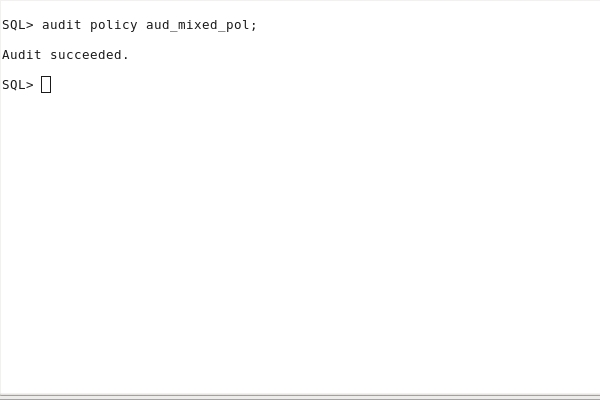 SQL> audit policy aud_mixed_pol;
Audit succeeded.
SQL>